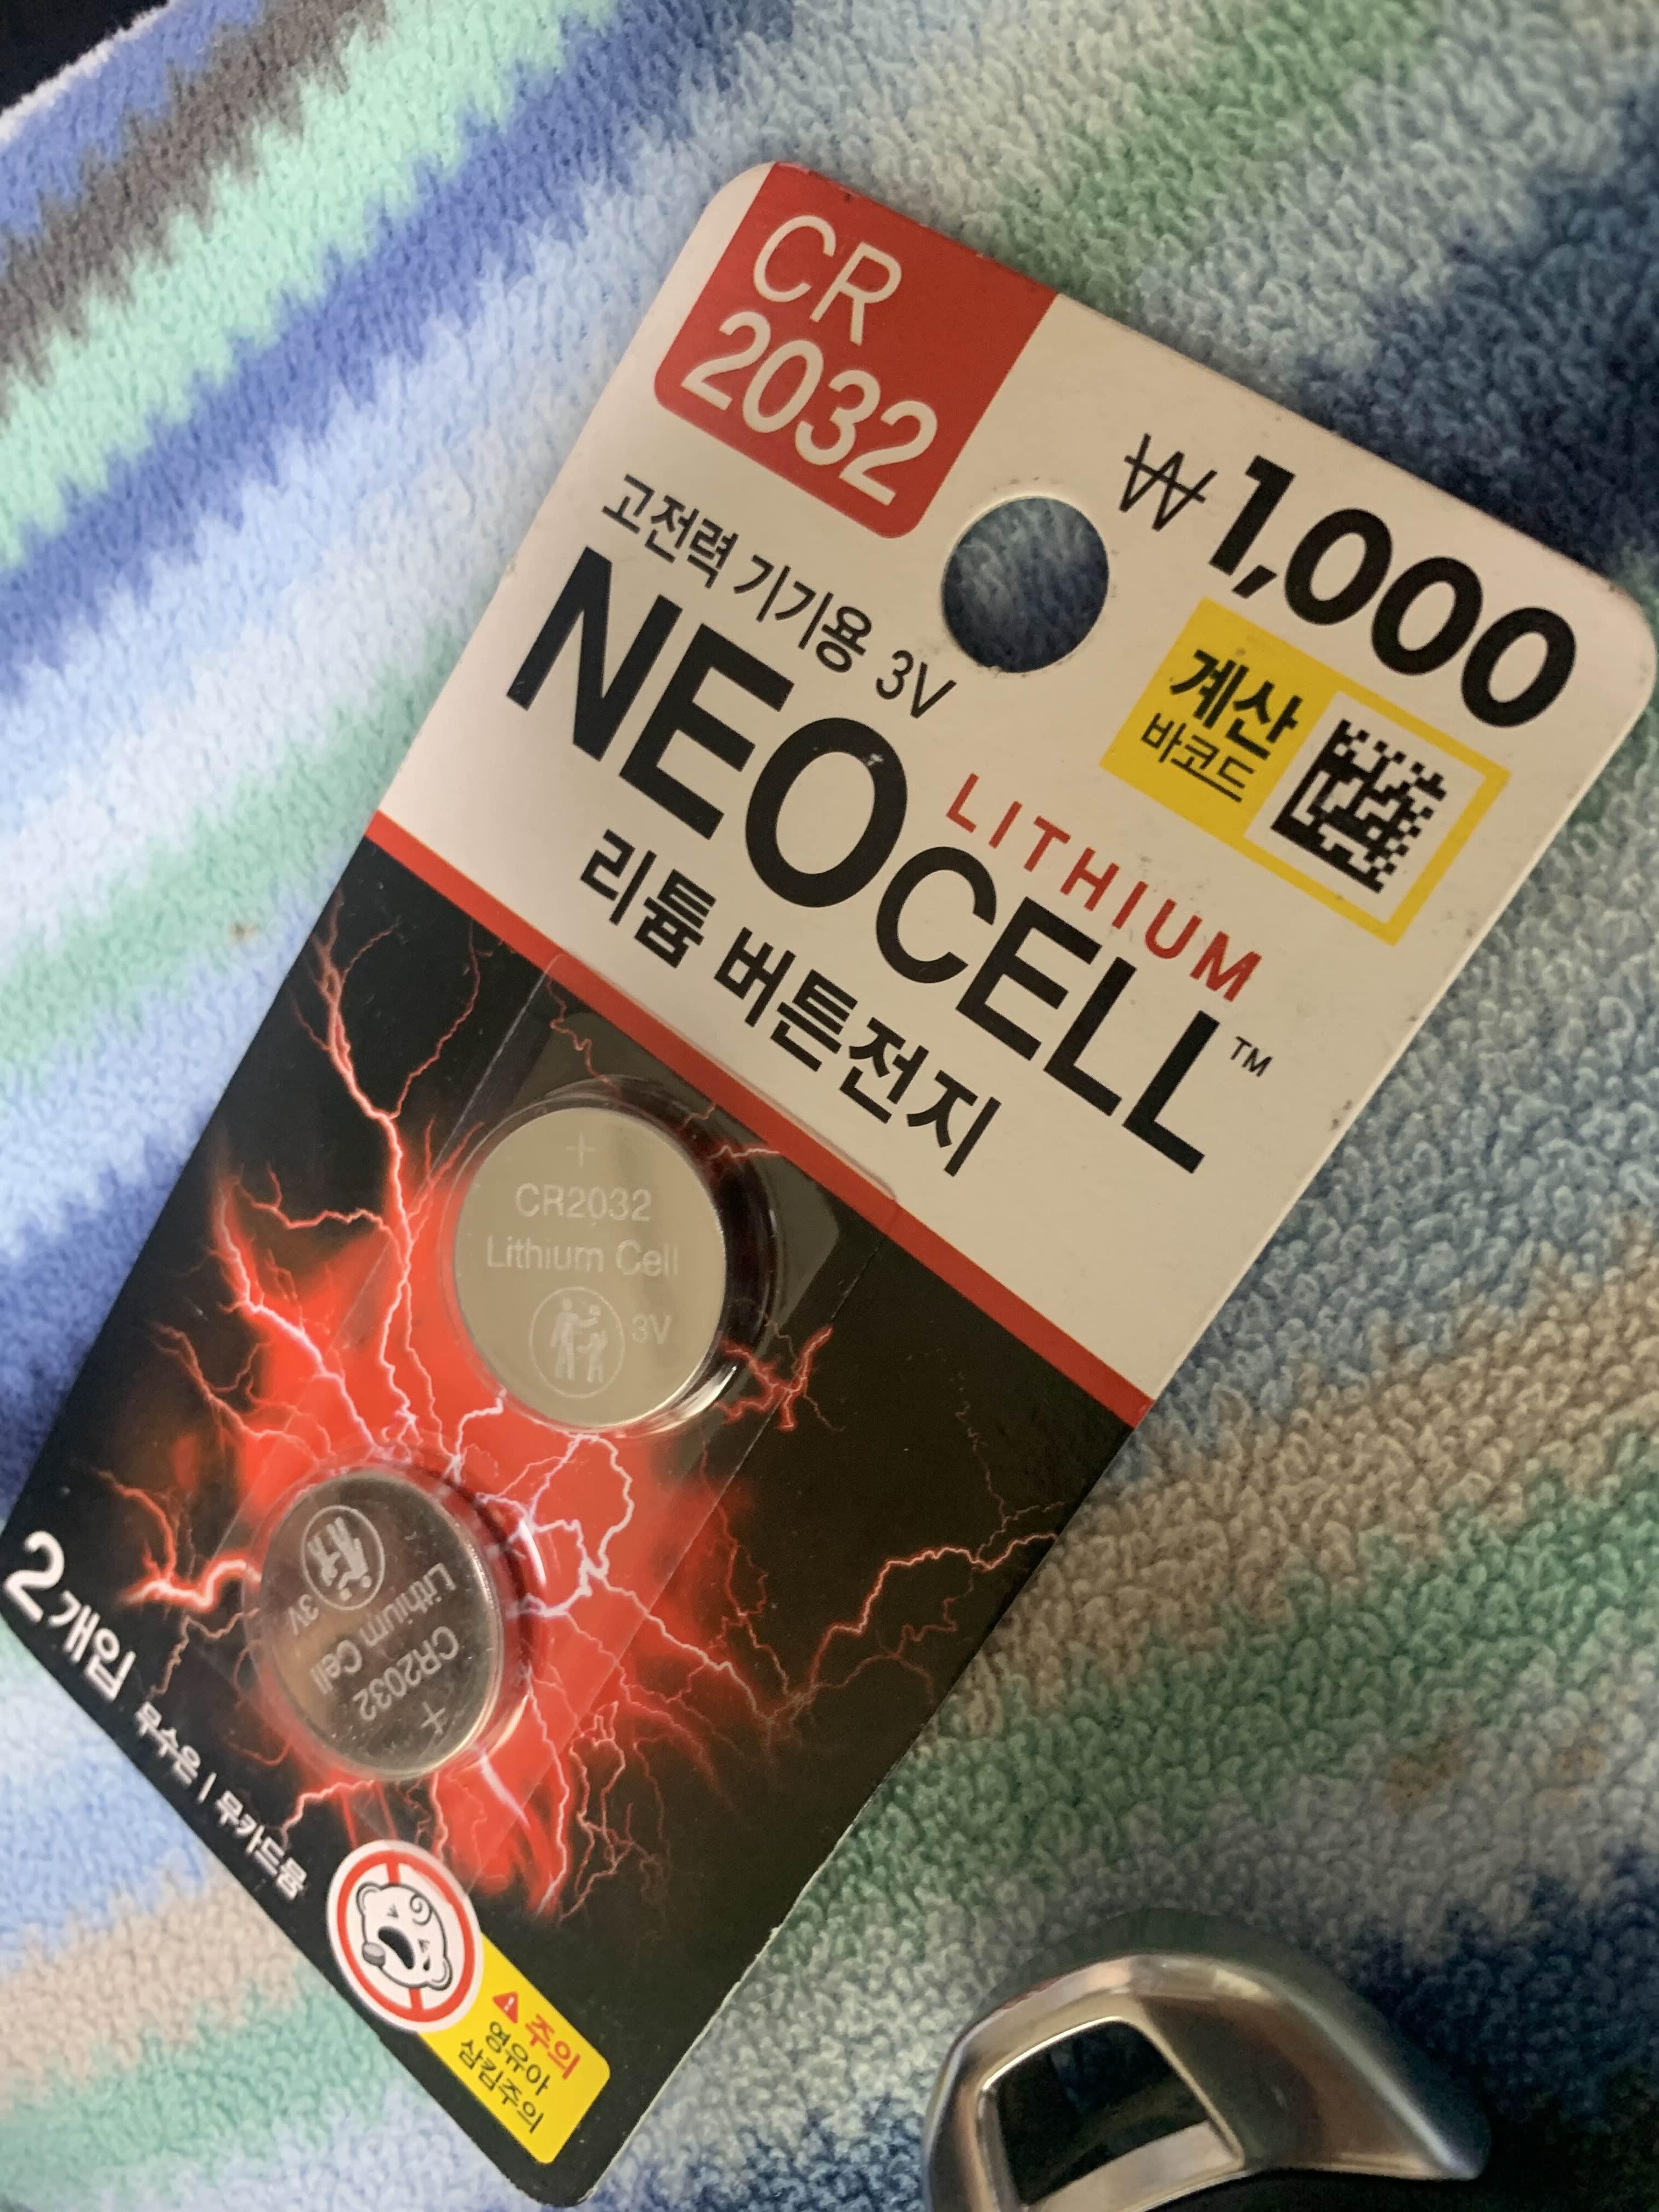 CR
2032
₩1,000
계산
바코드
고전력 기기용 3V
LITHIUM
NEOCELL™
리튬 버튼전지
+
CR2032
Lithium Cell
3V
+
CR2032
Lithium Cell
3V
2개입 무수은 | 무카드뮴
주의
영유아
삼킴주의